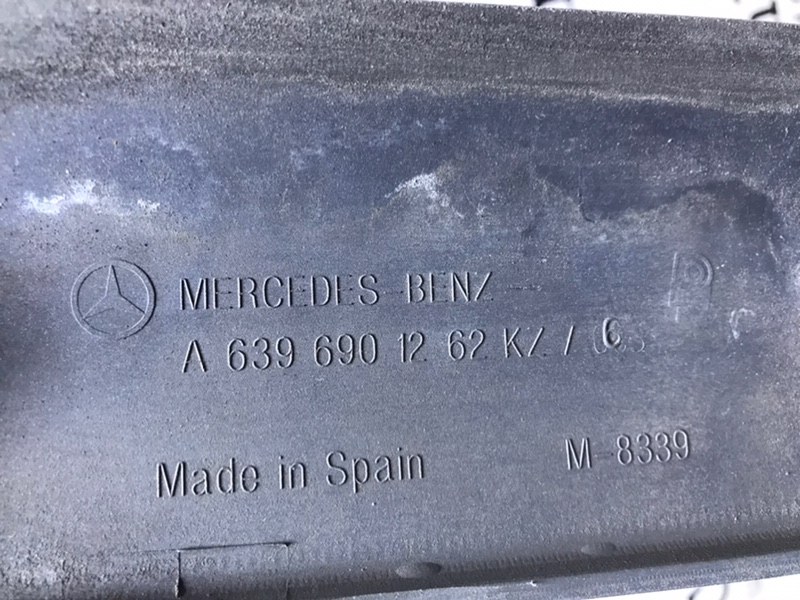 MERCEDES-BENZ
A 639 690 12 62 KZ /
Made in Spain
M-8339